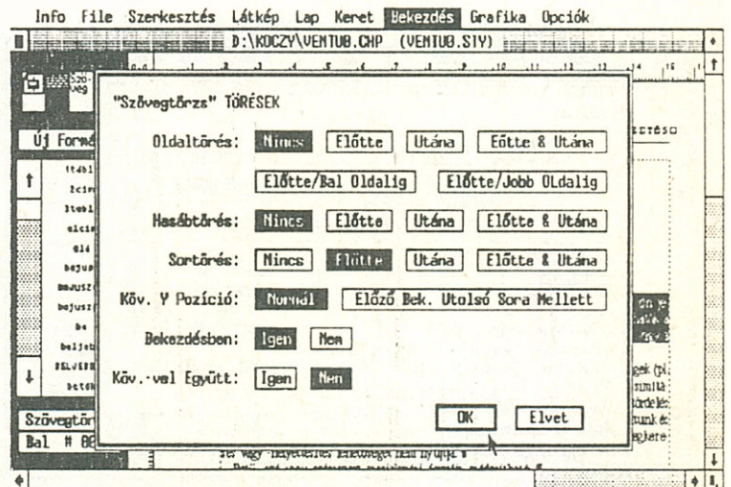 Info File Szerkesztés Látkép Lap Keret Bekezdés Grafika Opciók
D:\KOCZY\VENTUB.CHP (VENTUB.STY)
"Szövegtörzs" TÖRÉSEK
Új Formá
Oldaltörés: Nincs Előtte Utána Eőtte & Utána
Előtte/Bal Oldalig Előtte/Jobb OLdalig
Hasábtörés: Nincs Előtte Utána Előtte & Utána
Sortörés: Nincs Előtte Utána Előtte & Utána
Köv. Y Pozíció: Normál Előző Bek. Utolsó Sora Mellett
Bekezdésben: Igen Nem
Köv.-vel Együtt: Igen Nem
OK Elvet
Szövegtör
Bal # 00